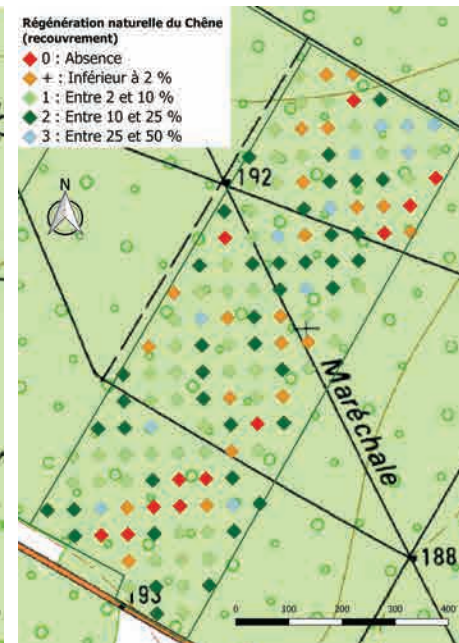 Régénération naturelle du Chêne
(recouvrement)
0 : Absence
+ : Inférieur à 2 %
1 : Entre 2 et 10 %
2 : Entre 10 et 25 %
3 : Entre 25 et 50 %
N
192
Maréchale
188
193
0 100 200 300 400